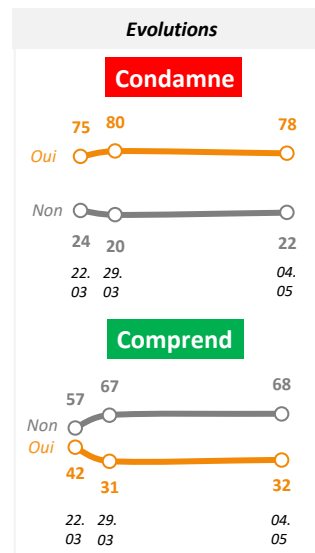 Evolutions
Condamne
75 80 78
Oui
Non
24 20 22
22. 29. 04.
03 03 05
Comprend
57 67 68
Non
Oui
42 31 32
22. 29. 04.
03 03 05